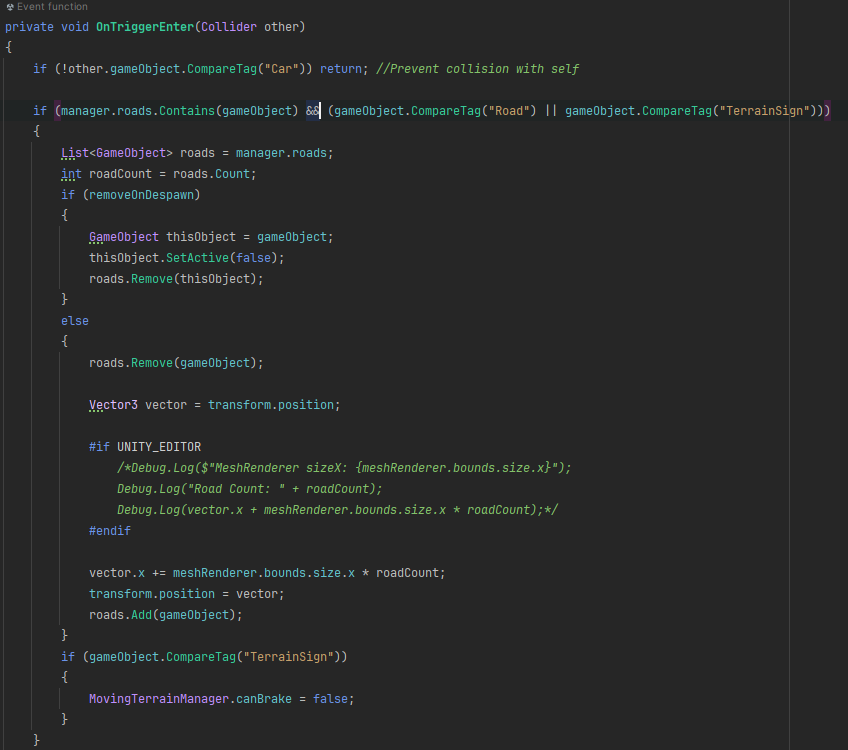 Event function
private void OnTriggerEnter(Collider other)
{
if (!other.gameObject.CompareTag("Car")) return; //Prevent collision with self
if (manager.roads.Contains(gameObject) && (gameObject.CompareTag("Road") || gameObject.CompareTag("TerrainSign")))
{
List<GameObject> roads = manager.roads;
int roadCount = roads.Count;
if (removeOnDespawn)
{
GameObject thisObject = gameObject;
thisObject.SetActive(false);
roads.Remove(thisObject);
}
else
{
roads.Remove(gameObject);
Vector3 vector = transform.position;
#if UNITY_EDITOR
/*Debug.Log($"MeshRenderer sizeX: {meshRenderer.bounds.size.x}");
Debug.Log("Road Count: " + roadCount);
Debug.Log(vector.x + meshRenderer.bounds.size.x * roadCount);*/
#endif
vector.x += meshRenderer.bounds.size.x * roadCount;
transform.position = vector;
roads.Add(gameObject);
}
if (gameObject.CompareTag("TerrainSign"))
{
MovingTerrainManager.canBrake = false;
}
}